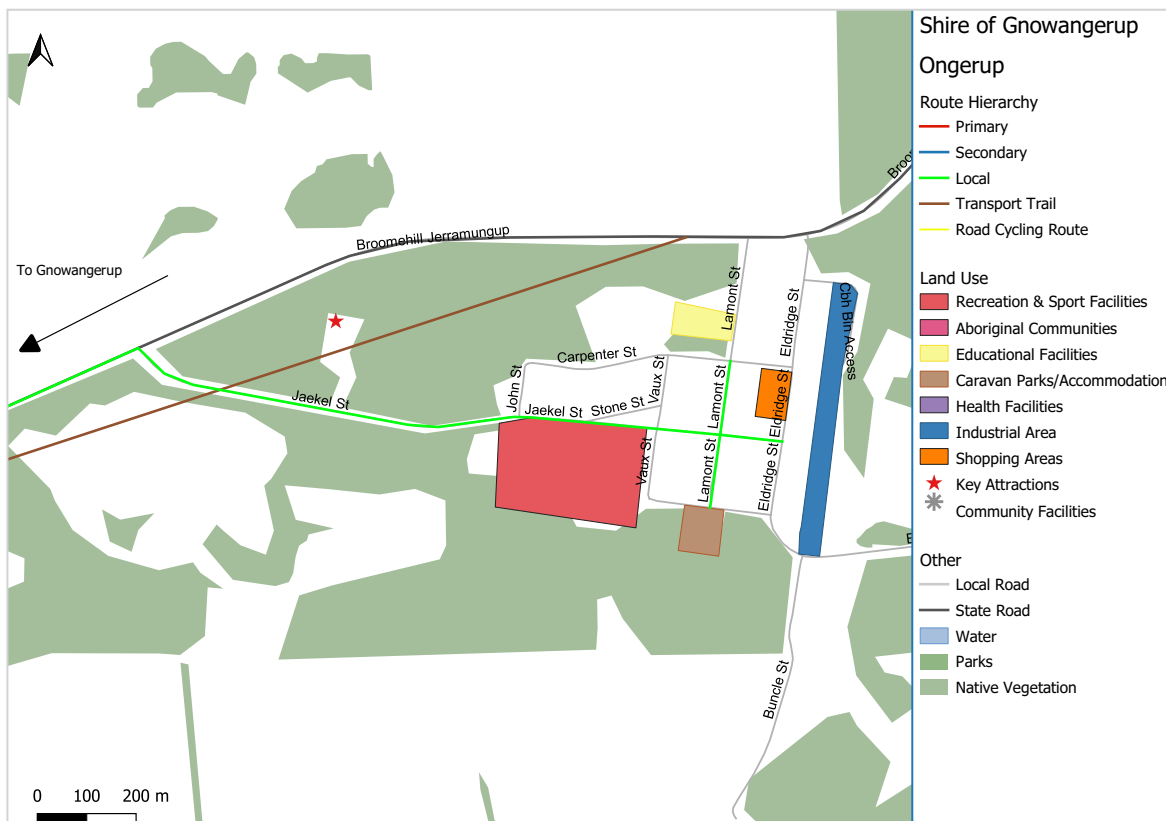 Shire of Gnowangerup
Ongerup
Route Hierarchy
Primary
Secondary
Local
Transport Trail
Road Cycling Route
Land Use
Recreation & Sport Facilities
Aboriginal Communities
Educational Facilities
Caravan Parks/Accommodation
Health Facilities
Industrial Area
Shopping Areas
Key Attractions
Community Facilities
Other
Local Road
State Road
Water
Parks
Native Vegetation
To Gnowangerup
Broomehill Jerramungup
Broo
Lamont St
Eldridge St
Cbh Bin Access
Carpenter St
Vaux St
Lamont St
Eldridge St
John St
Jaekel St
Jaekel St
Stone St
Vaux St
Lamont St
Eldridge St
Buncle St
0 100 200 m